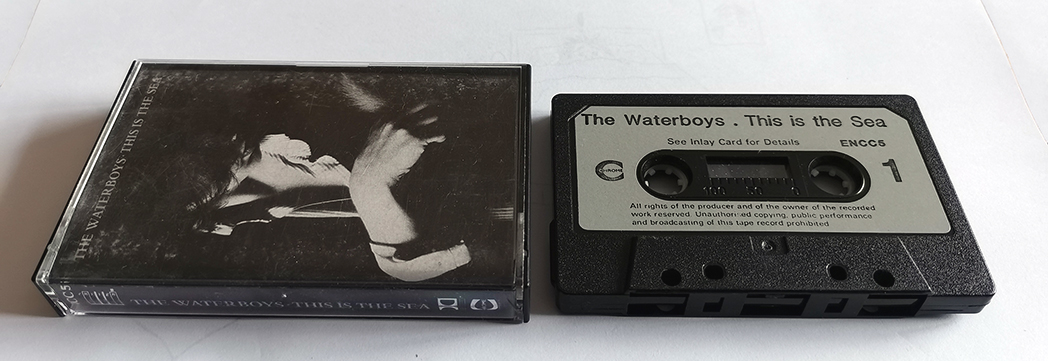 THE WATERBOYS·THIS IS THE SEA
THE WATERBOYS·THIS IS THE SEA
The Waterboys . This is the Sea
See Inlay Card for Details
ENCC5
CHROME
1
100 50 0
All rights of the producer and of the owner of the recorded
work reserved. Unauthorised copying, public performance
and broadcasting of this tape record prohibited